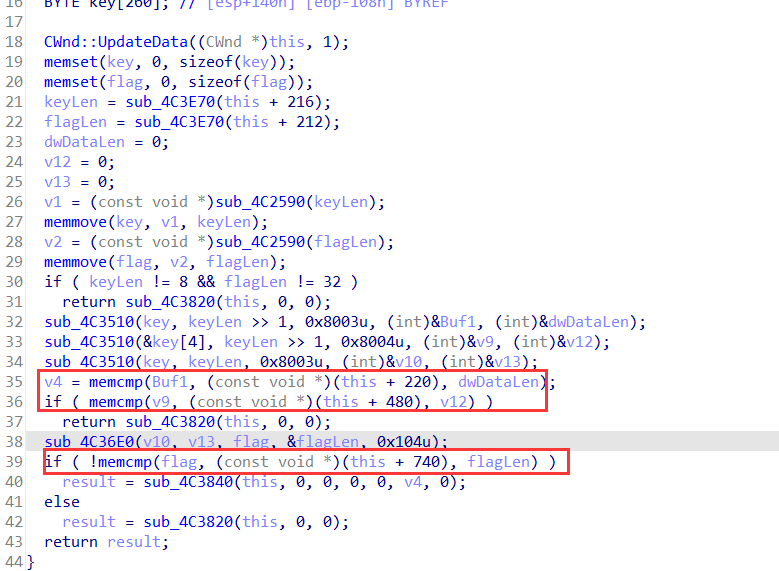 16 BYTE key[260]; // [esp+140h] [ebp-108h] BYREF
17
18 CWnd::UpdateData((CWnd *)this, 1);
19 memset(key, 0, sizeof(key));
20 memset(flag, 0, sizeof(flag));
21 keyLen = sub_4C3E70(this + 216);
22 flagLen = sub_4C3E70(this + 212);
23 dwDataLen = 0;
24 v12 = 0;
25 v13 = 0;
26 v1 = (const void *)sub_4C2590(keyLen);
27 memmove(key, v1, keyLen);
28 v2 = (const void *)sub_4C2590(flagLen);
29 memmove(flag, v2, flagLen);
30 if ( keyLen != 8 && flagLen != 32 )
31 return sub_4C3820(this, 0, 0);
32 sub_4C3510(key, keyLen >> 1, 0x8003u, (int)&Buf1, (int)&dwDataLen);
33 sub_4C3510(&key[4], keyLen >> 1, 0x8004u, (int)&v9, (int)&v12);
34 sub_4C3510(key, keyLen, 0x8003u, (int)&v10, (int)&v13);
35 v4 = memcmp(Buf1, (const void *)(this + 220), dwDataLen);
36 if ( memcmp(v9, (const void *)(this + 480), v12) )
37 return sub_4C3820(this, 0, 0);
38 sub_4C36E0(v10, v13, flag, &flagLen, 0x104u);
39 if ( !memcmp(flag, (const void *)(this + 740), flagLen) )
40 result = sub_4C3840(this, 0, 0, 0, 0, v4, 0);
41 else
42 result = sub_4C3820(this, 0, 0);
43 return result;
44 }